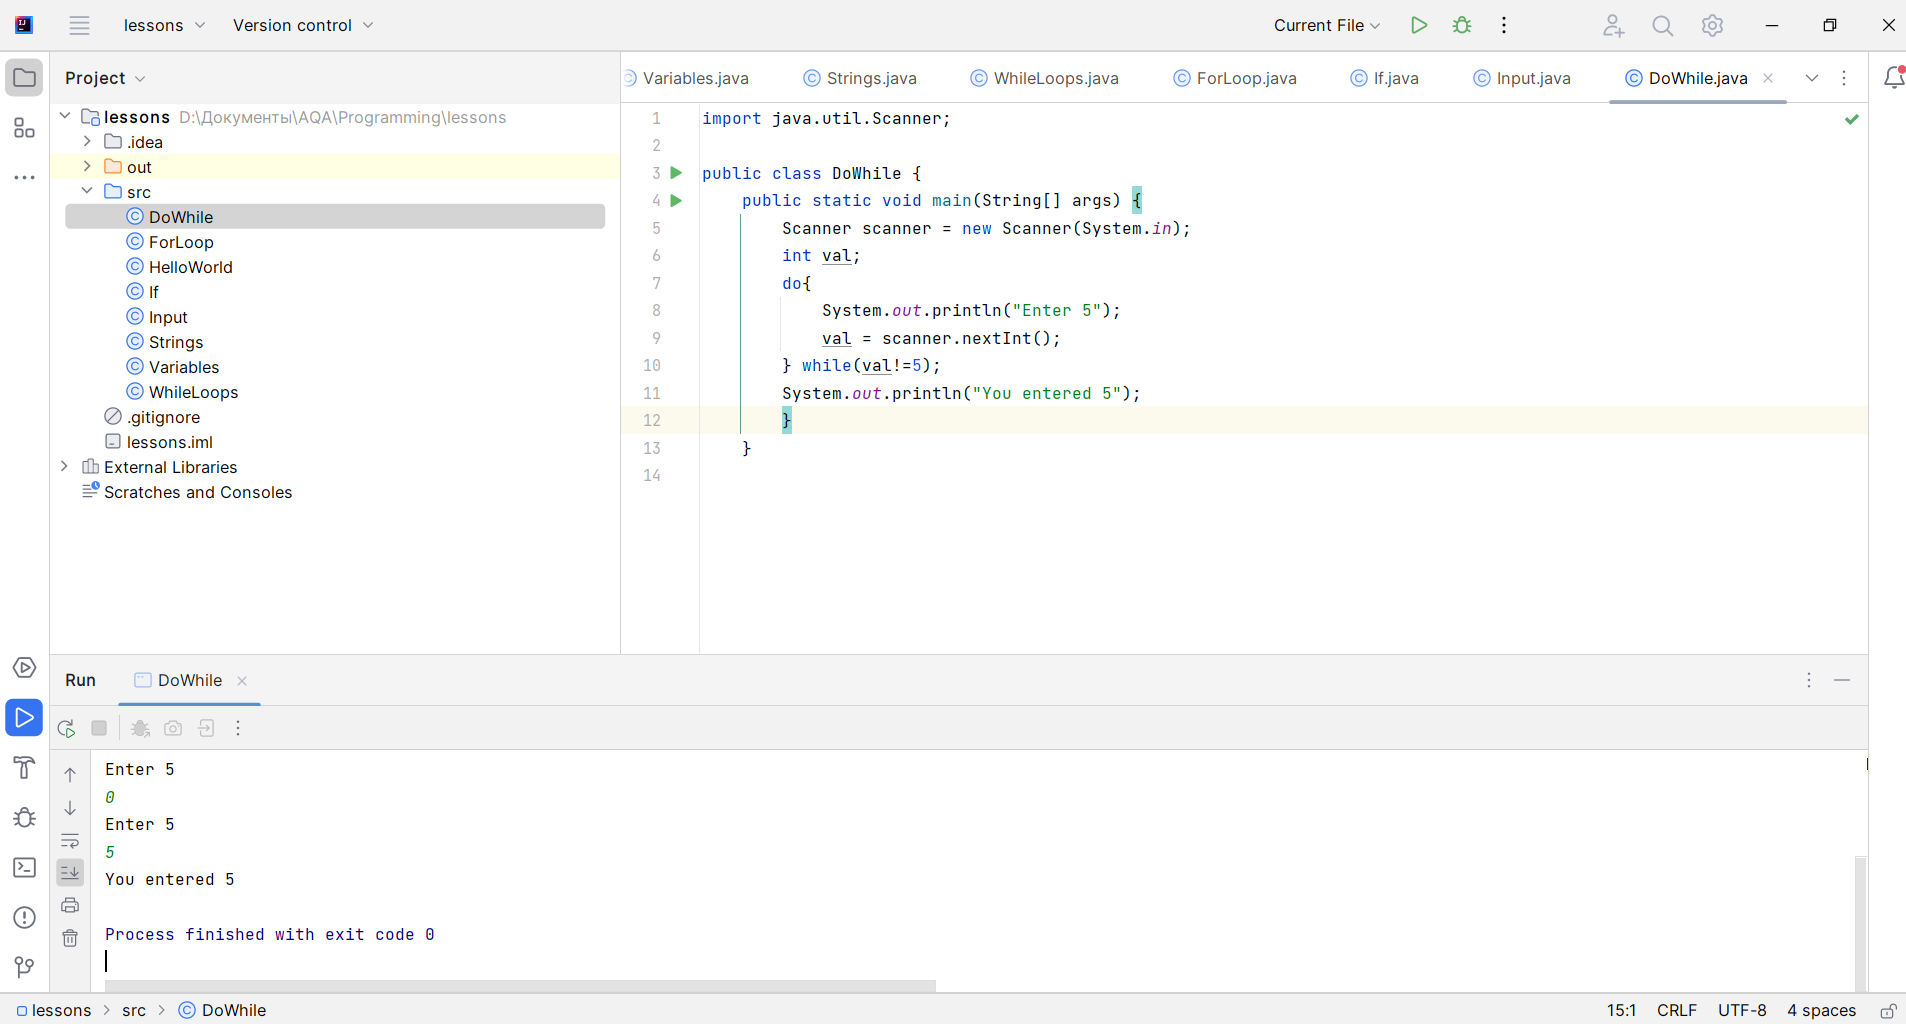 lessons Version control Current File
Project
Variables.java Strings.java WhileLoops.java ForLoop.java If.java Input.java DoWhile.java
lessons D:\Документы\AQA\Programming\lessons
.idea
out
src
DoWhile
ForLoop
HelloWorld
If
Input
Strings
Variables
WhileLoops
.gitignore
lessons.iml
External Libraries
Scratches and Consoles
1 import java.util.Scanner;
2
3 public class DoWhile {
4 public static void main(String[] args) {
5 Scanner scanner = new Scanner(System.in);
6 int val;
7 do{
8 System.out.println("Enter 5");
9 val = scanner.nextInt();
10 } while(val!=5);
11 System.out.println("You entered 5");
12 }
13 }
14
Run DoWhile
Enter 5
0
Enter 5
5
You entered 5
Process finished with exit code 0
lessons src DoWhile 15:1 CRLF UTF-8 4 spaces